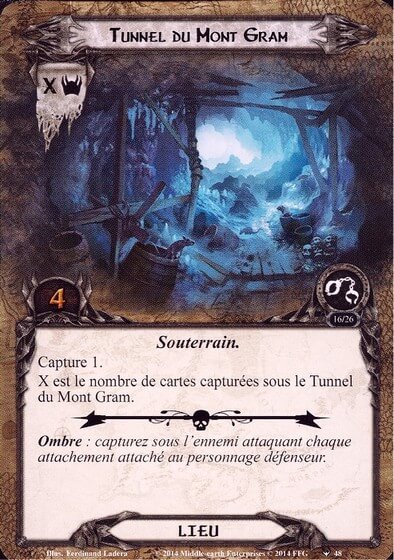 Tunnel du Mont Gram
X
4
16/26
Souterrain.
Capture 1.
X est le nombre de cartes capturées sous le Tunnel
du Mont Gram.
Ombre : capturez sous l'ennemi attaquant chaque
attachement attaché au personnage défenseur.
LIEU
Illus. Ferdinand Ladera © 2014 Middle-earth Enterprises © 2014 FFG 48